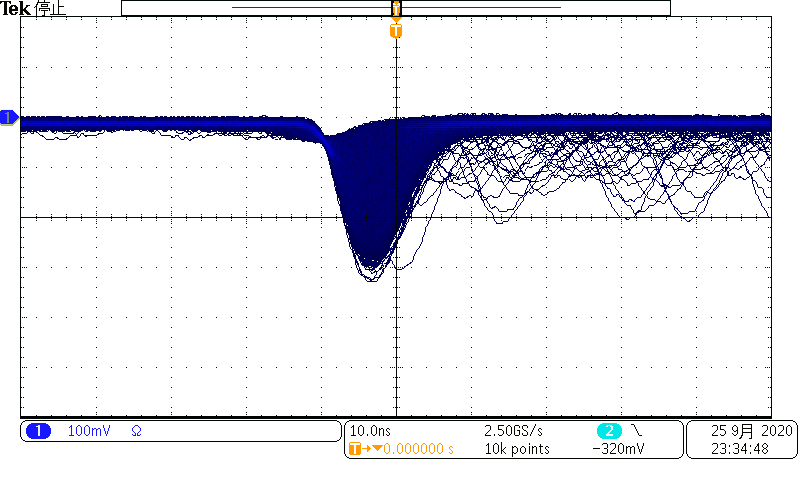 Tek 停止
T
T
1
1 100mV Ω
10.0ns 2.50GS/s 2
T→▼0.000000 s 10k points −320mV
25 9月 2020
23:34:48